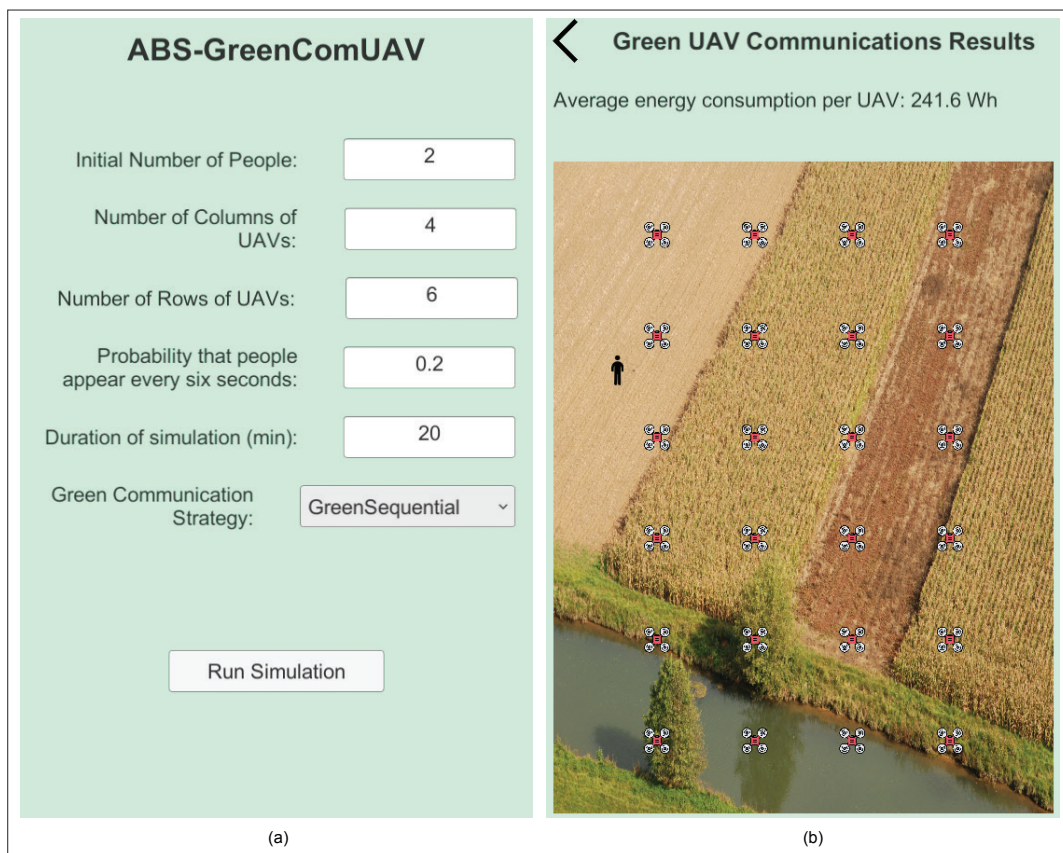 ABS-GreenComUAV
Initial Number of People:
2
Number of Columns of
UAVs:
4
Number of Rows of UAVs:
6
Probability that people
appear every six seconds:
0.2
Duration of simulation (min):
20
Green Communication
Strategy:
GreenSequential
Run Simulation
(a)
Green UAV Communications Results
Average energy consumption per UAV: 241.6 Wh
(b)